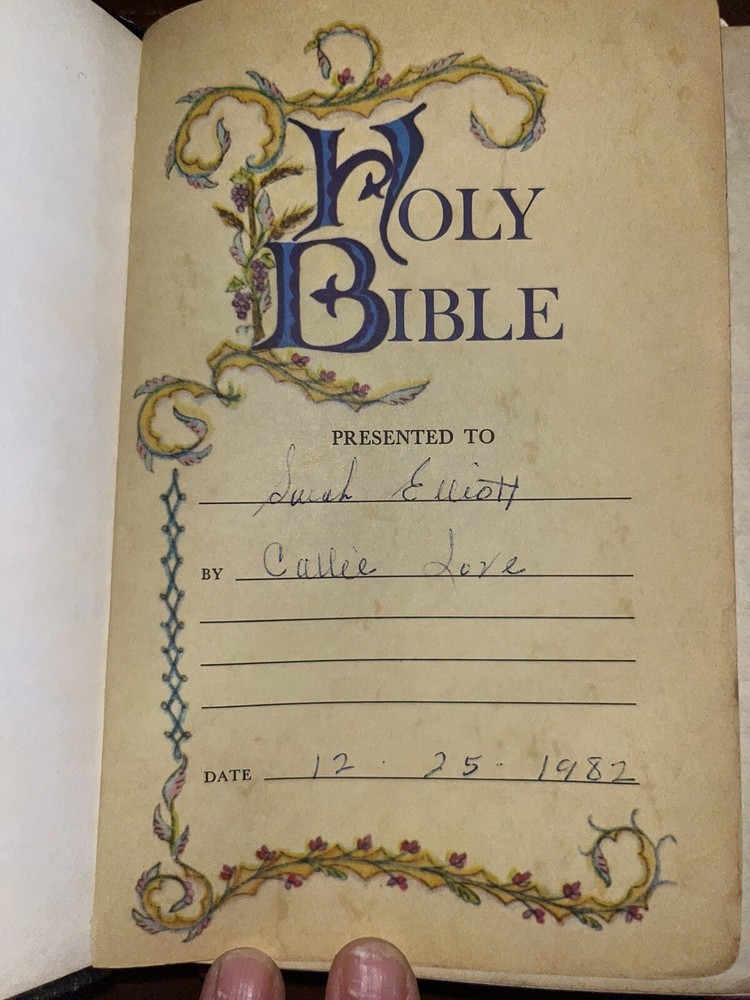 HOLY
BIBLE
PRESENTED TO
Sarah Elliott
BY Callie Love
DATE 12 . 25 .. 1982